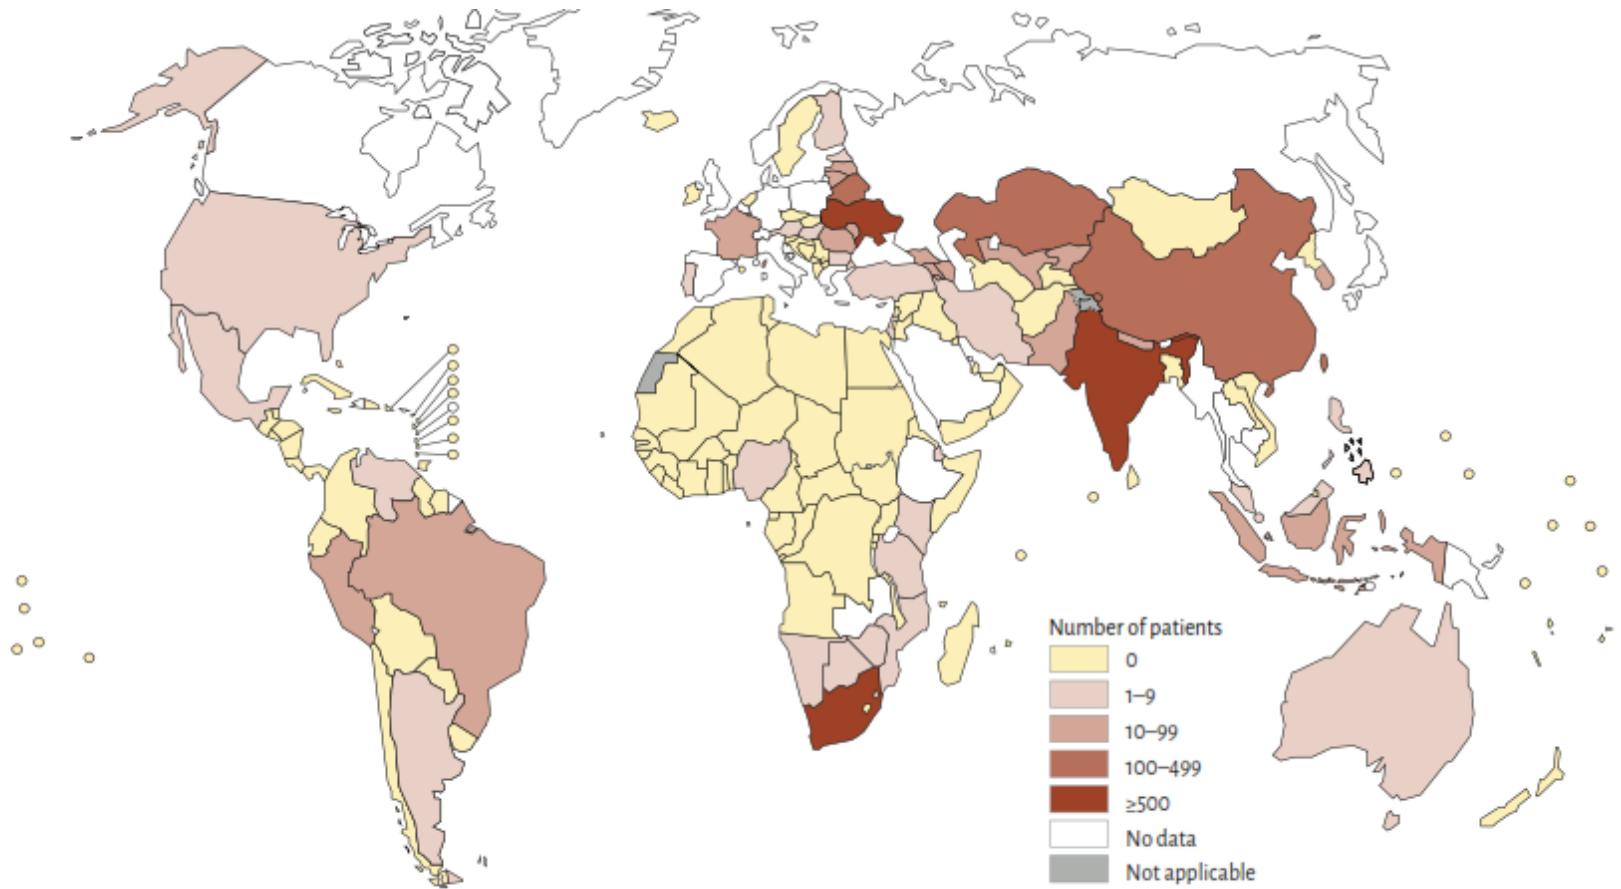 Number of patients
0
1–9
10–99
100–499
≥500
No data
Not applicable